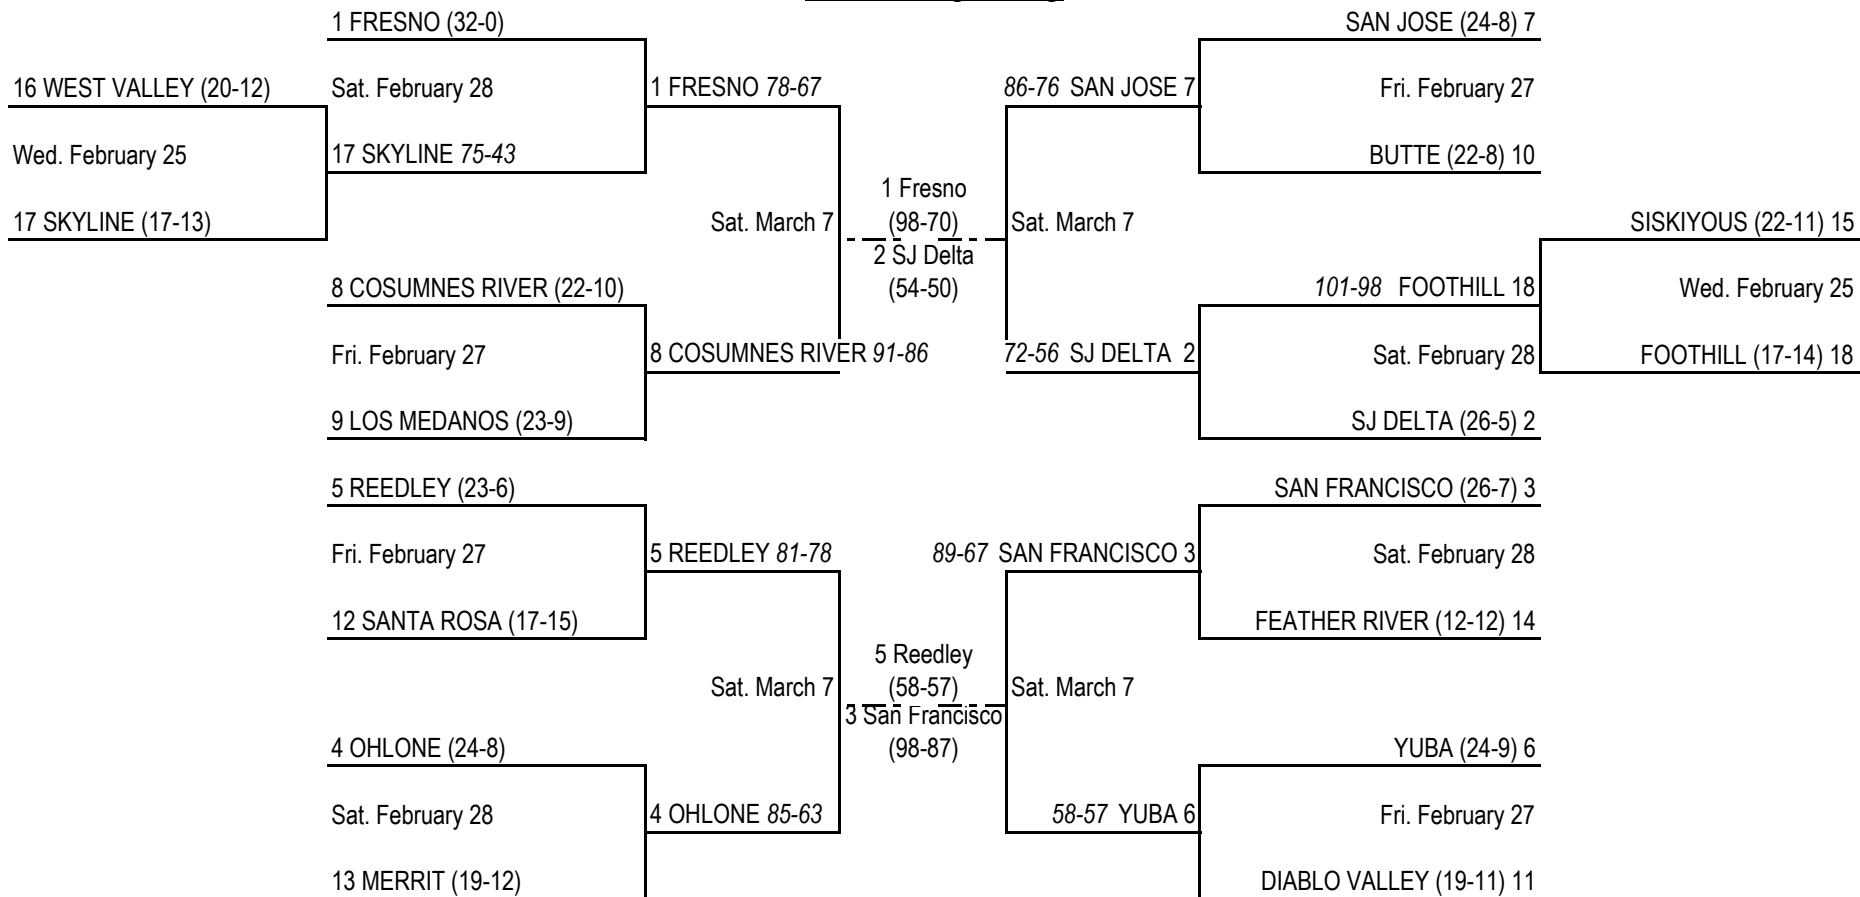 1 FRESNO (32-0)
SAN JOSE (24-8) 7
16 WEST VALLEY (20-12)
Sat. February 28
1 FRESNO 78-67
86-76 SAN JOSE 7
Fri. February 27
Wed. February 25
17 SKYLINE 75-43
BUTTE (22-8) 10
1 Fresno
17 SKYLINE (17-13)
Sat. March 7
(98-70)
Sat. March 7
SISKIYOUS (22-11) 15
2 SJ Delta
8 COSUMNES RIVER (22-10)
(54-50)
101-98 FOOTHILL 18
Wed. February 25
Fri. February 27
8 COSUMNES RIVER 91-86
72-56 SJ DELTA 2
Sat. February 28
FOOTHILL (17-14) 18
9 LOS MEDANOS (23-9)
SJ DELTA (26-5) 2
5 REEDLEY (23-6)
SAN FRANCISCO (26-7) 3
Fri. February 27
5 REEDLEY 81-78
89-67 SAN FRANCISCO 3
Sat. February 28
12 SANTA ROSA (17-15)
FEATHER RIVER (12-12) 14
5 Reedley
Sat. March 7
(58-57)
Sat. March 7
3 San Francisco
4 OHLONE (24-8)
(98-87)
YUBA (24-9) 6
Sat. February 28
4 OHLONE 85-63
58-57 YUBA 6
Fri. February 27
13 MERRIT (19-12)
DIABLO VALLEY (19-11) 11